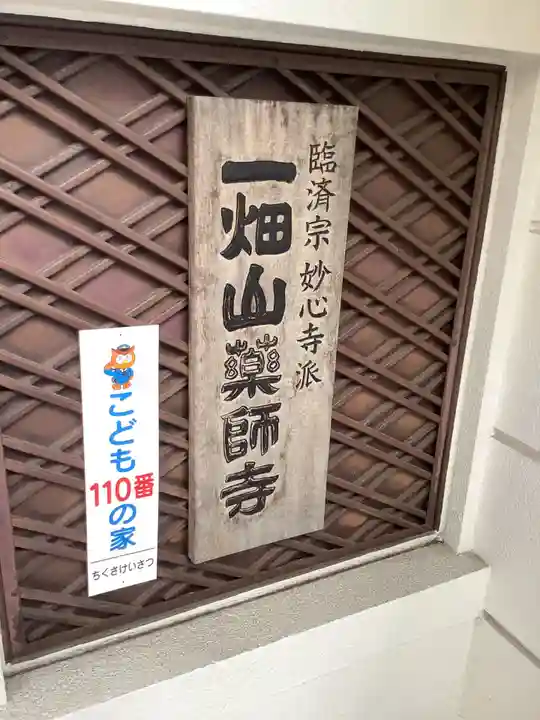 臨済宗妙心寺派
一畑山薬師寺
こども
110番
の家
ちくさけいさつ